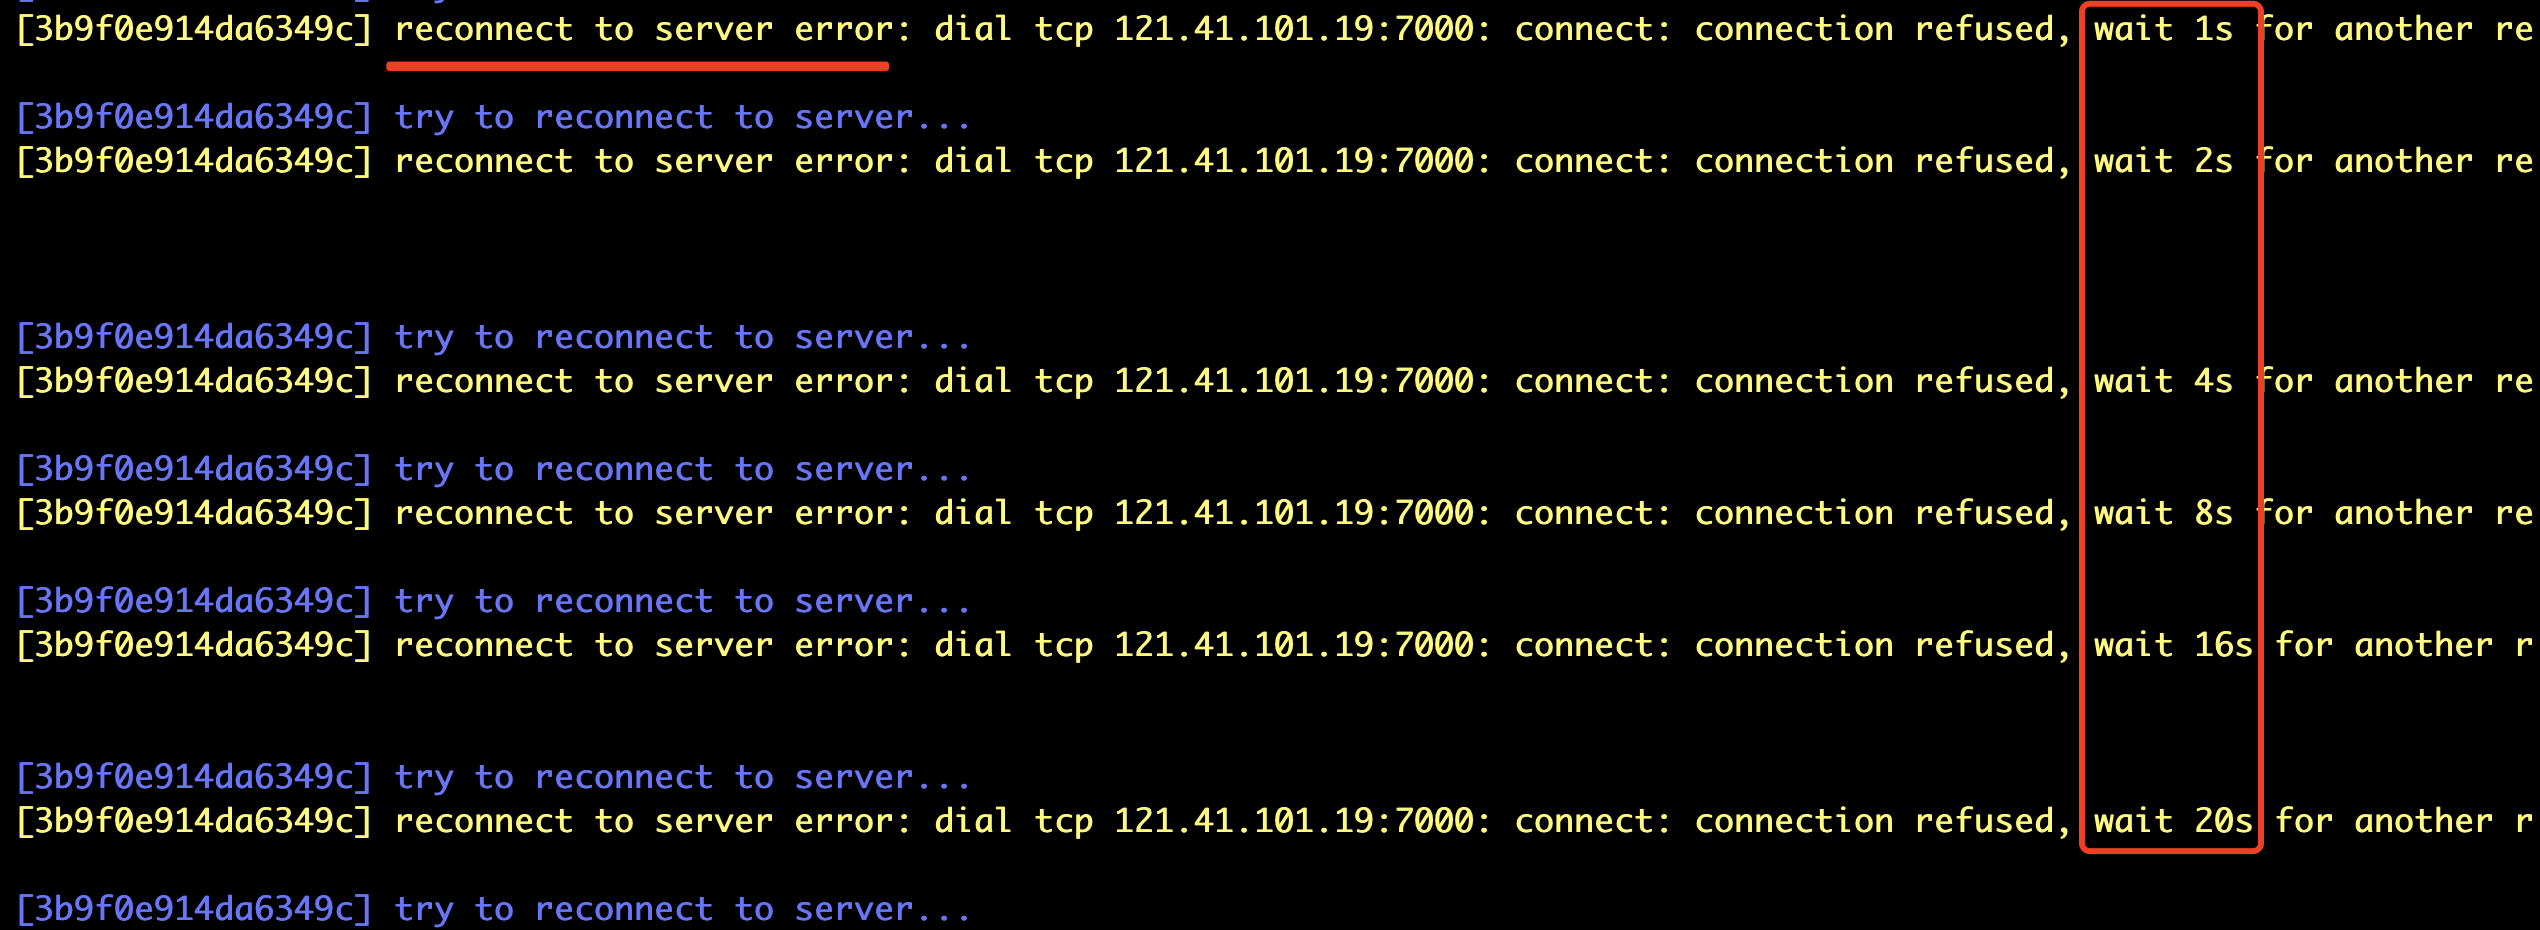 [3b9f0e914da6349c] reconnect to server error: dial tcp 121.41.101.19:7000: connect: connection refused, wait 1s for another re
[3b9f0e914da6349c] try to reconnect to server...
[3b9f0e914da6349c] reconnect to server error: dial tcp 121.41.101.19:7000: connect: connection refused, wait 2s for another re
[3b9f0e914da6349c] try to reconnect to server...
[3b9f0e914da6349c] reconnect to server error: dial tcp 121.41.101.19:7000: connect: connection refused, wait 4s for another re
[3b9f0e914da6349c] try to reconnect to server...
[3b9f0e914da6349c] reconnect to server error: dial tcp 121.41.101.19:7000: connect: connection refused, wait 8s for another re
[3b9f0e914da6349c] try to reconnect to server...
[3b9f0e914da6349c] reconnect to server error: dial tcp 121.41.101.19:7000: connect: connection refused, wait 16s for another r
[3b9f0e914da6349c] try to reconnect to server...
[3b9f0e914da6349c] reconnect to server error: dial tcp 121.41.101.19:7000: connect: connection refused, wait 20s for another r
[3b9f0e914da6349c] try to reconnect to server...